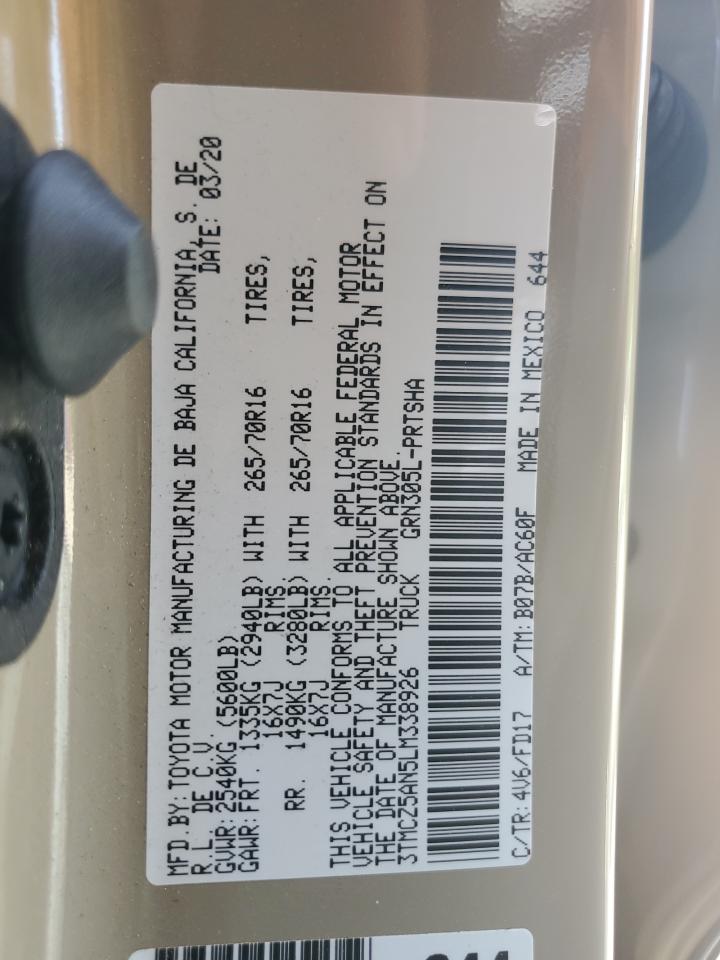 MFD.BY: TOYOTA MOTOR MANUFACTURING DE BAJA CALIFORNIA, S. DE
R.L. DE C.V. DATE: 03/20
GVWR: 2540KG (5600LB)
GAWR: FRT. 1335KG (2940LB) WITH 265/70R16 TIRES,
16X7J RIMS.
RR. 1490KG (3280LB) WITH 265/70R16 TIRES,
16X7J RIMS.
THIS VEHICLE CONFORMS TO ALL APPLICABLE FEDERAL MOTOR
VEHICLE SAFETY AND THEFT PREVENTION STANDARDS IN EFFECT ON
THE DATE OF MANUFACTURE SHOWN ABOVE.
3TMCZ5AN5LM338926 TRUCK GRN305L-PRTSHA
C/TR: 4V6/FD17 A/TM: B07B/AC60F MADE IN MEXICO 644